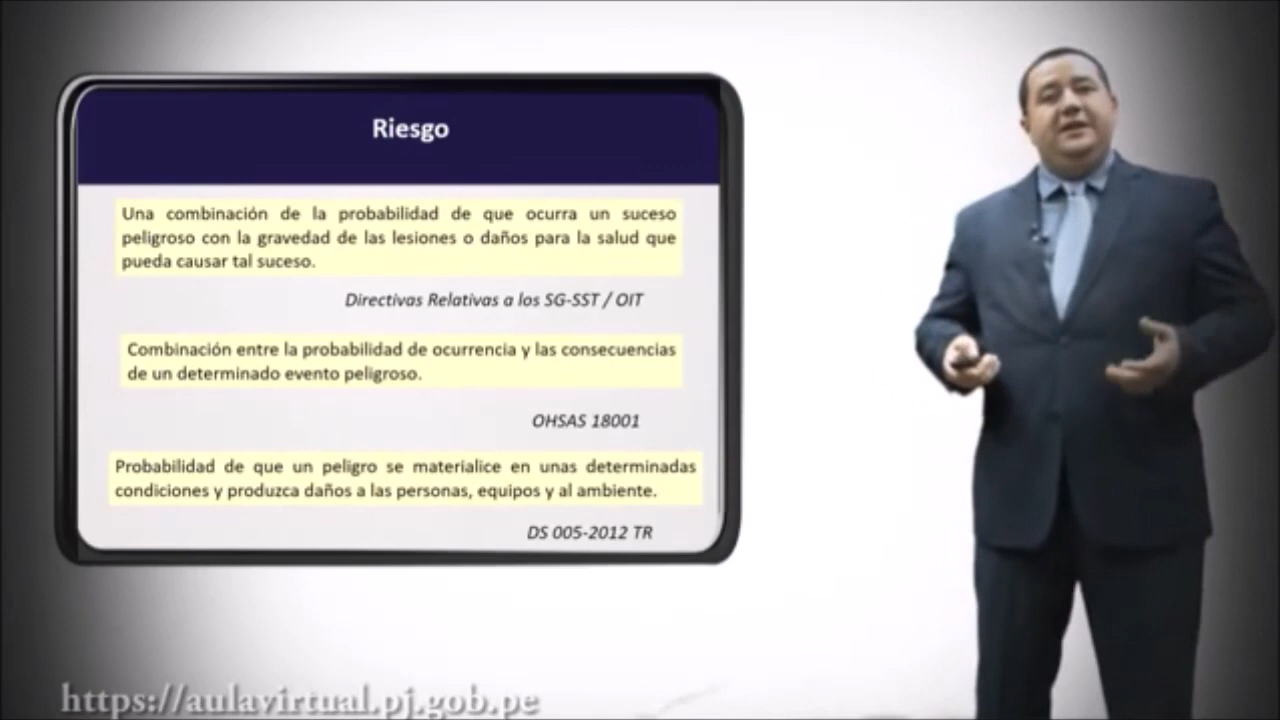 Riesgo
Una combinación de la probabilidad de que ocurra un suceso
peligroso con la gravedad de las lesiones o daños para la salud que
pueda causar tal suceso.
Directivas Relativas a los SG-SST / OIT
Combinación entre la probabilidad de ocurrencia y las consecuencias
de un determinado evento peligroso.
OHSAS 18001
Probabilidad de que un peligro se materialice en unas determinadas
condiciones y produzca daños a las personas, equipos y al ambiente.
DS 005-2012 TR
https://aulavirtual.pj.gob.pe